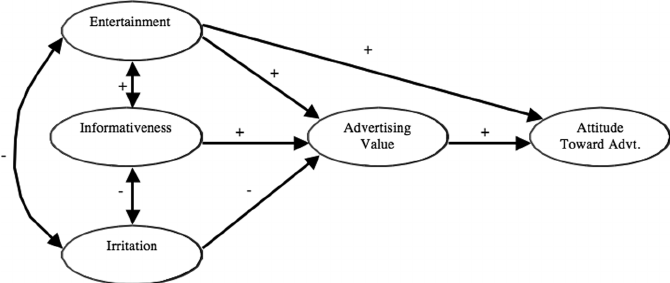 Entertainment
+
+
+
Informativeness
+
Advertising
Value
+
Attitude
Toward Advt.
-
-
-
Irritation